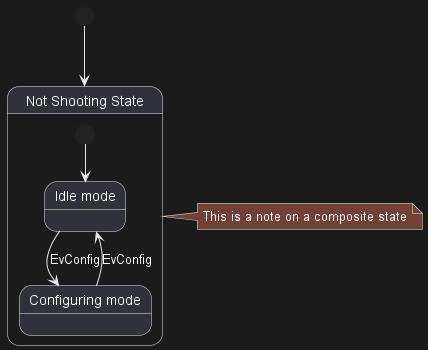 Not Shooting State
Idle mode
This is a note on a composite state
EvConfig
EvConfig
Configuring mode